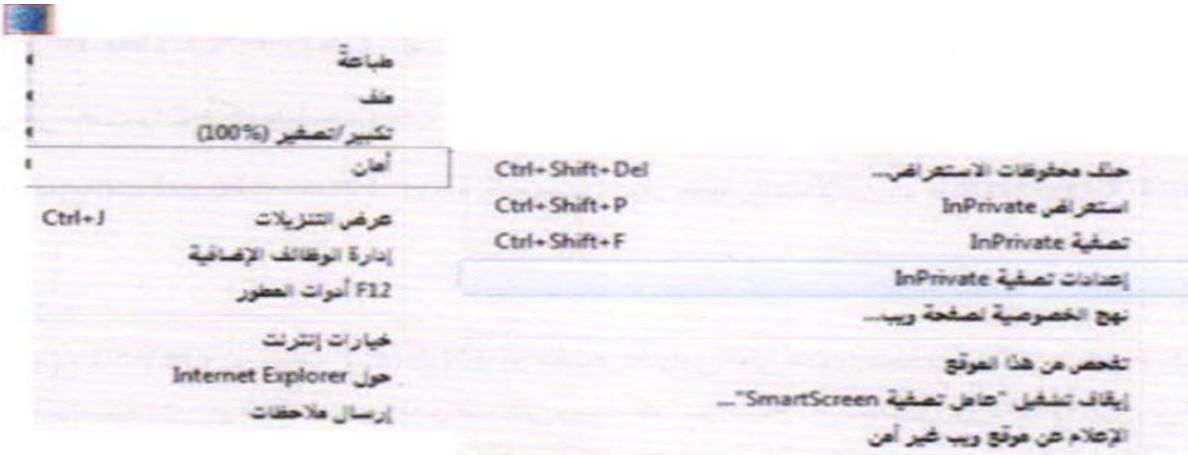 طباعة
ملف
تكبير/تصغير (100%)
أمان
عرض التنزيلات Ctrl+J
إدارة الوظائف الإضافية
F12 أدوات المطور
خيارات إنترنت
حول Internet Explorer
إرسال ملاحظات
حذف محفوظات الاستعراض... Ctrl+Shift+Del
استعراض InPrivate Ctrl+Shift+P
تصفية InPrivate Ctrl+Shift+F
إعدادات تصفية InPrivate
نهج الخصوصية لصفحة ويب...
تفحص من هذا الموقع
إيقاف تشغيل "عامل تصفية SmartScreen"...
الإعلام عن موقع ويب غير آمن